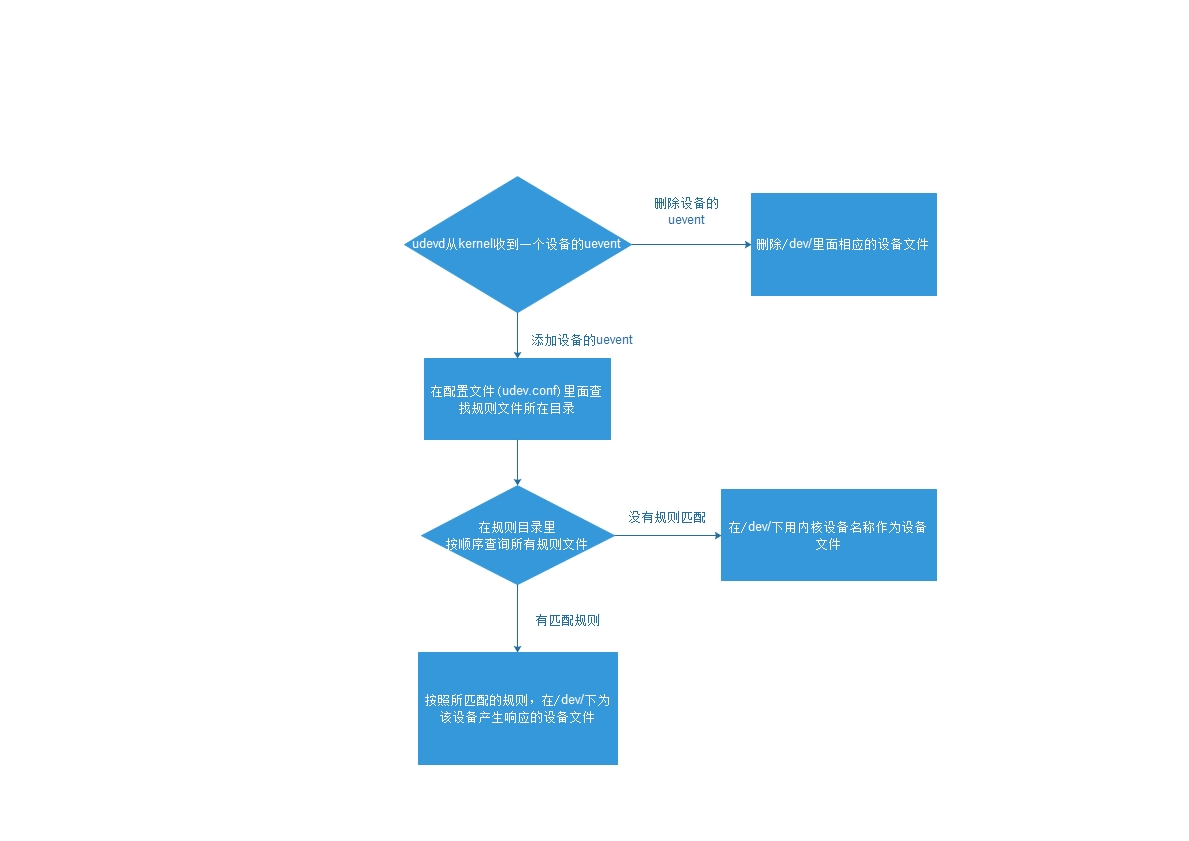 删除设备的
uevent
udevd从kernel收到一个设备的uevent
删除/dev/里面相应的设备文件
添加设备的uevent
在配置文件(udev.conf)里面查
找规则文件所在目录
没有规则匹配
在规则目录里
按顺序查询所有规则文件
在/dev/下用内核设备名称作为设备
文件
有匹配规则
按照所匹配的规则，在/dev/下为
该设备产生响应的设备文件